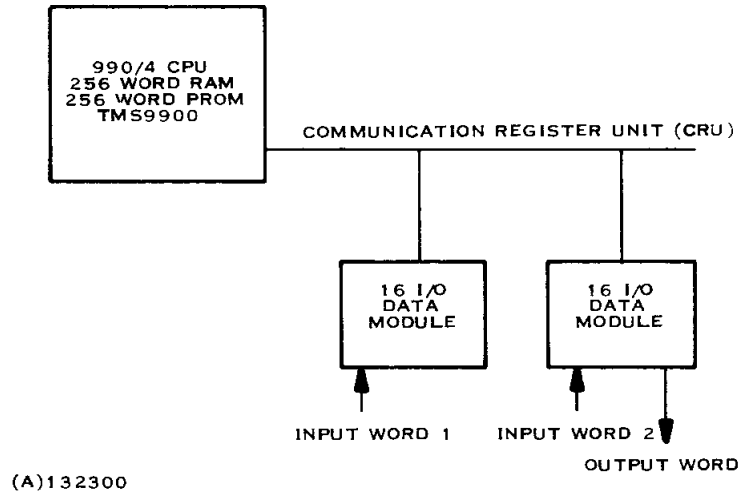 990/4 CPU
256 WORD RAM
256 WORD PROM
TMS9900
COMMUNICATION REGISTER UNIT (CRU)
16 I/O
DATA
MODULE
16 I/O
DATA
MODULE
INPUT WORD 1
INPUT WORD 2
OUTPUT WORD
(A)132300